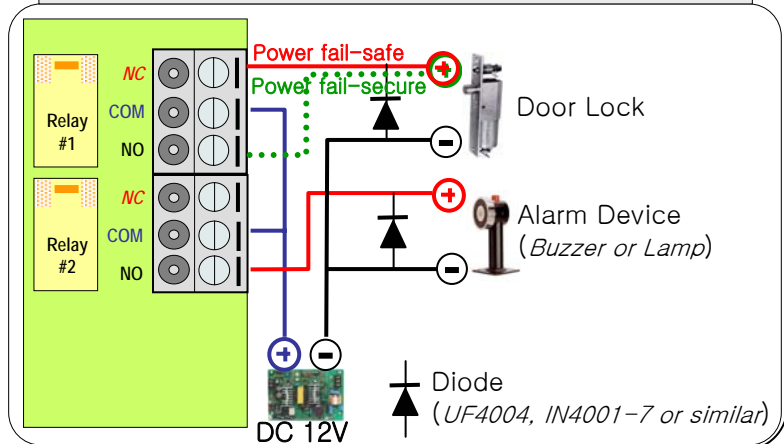 Power fail-safe
Power fail-secure
Relay
#1
NC
COM
NO
+
-
Door Lock
Relay
#2
NC
COM
NO
+
-
Alarm Device
(Buzzer or Lamp)
+
-
DC 12V
Diode
(UF4004, IN4001-7 or similar)